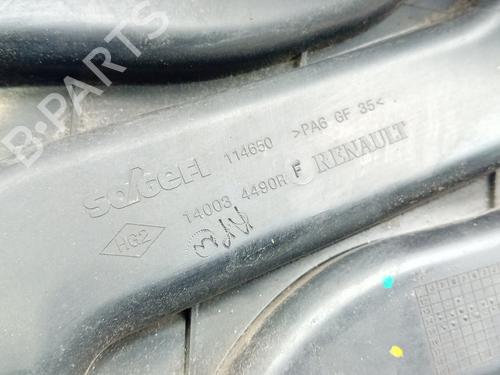 sogefi 114650 >PA6 GF 35<
HG2 14003 4490R F RENAULT
B-PARTS